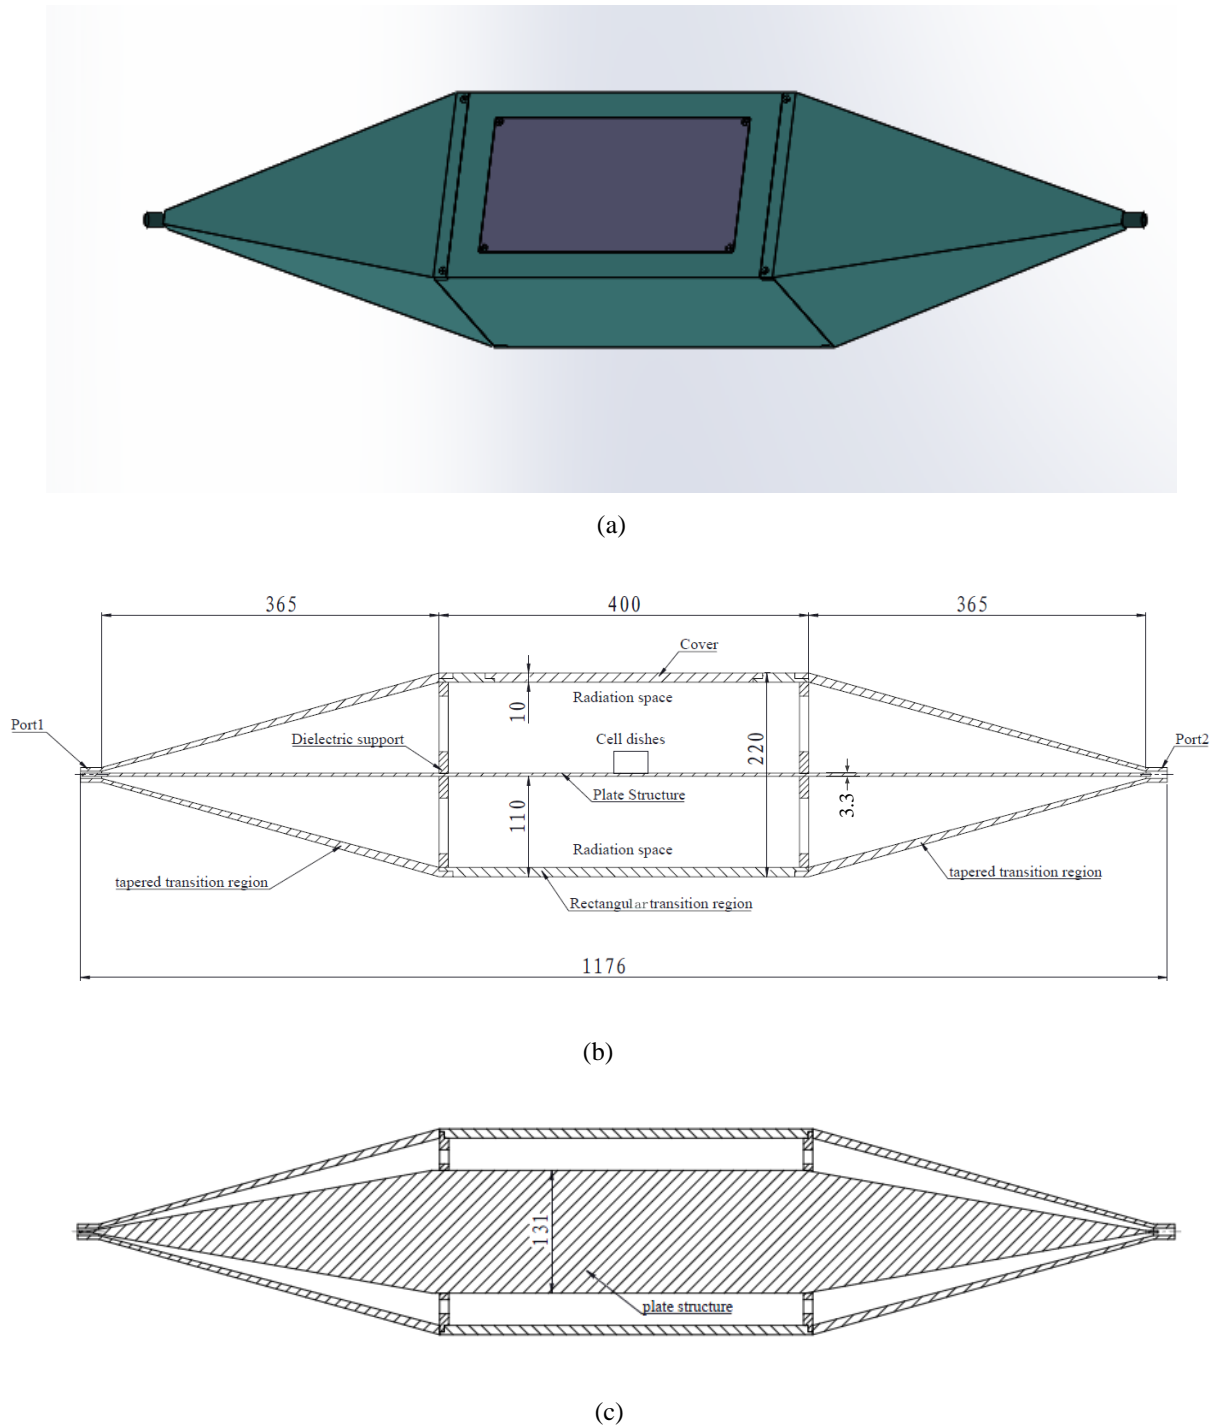 (a)
365
400
365
Cover
10
Radiation space
Port1
Dielectric support
Cell dishes
220
Port2
Plate Structure
3.3
110
Radiation space
tapered transition region
tapered transition region
Rectangular transition region
1176
(b)
131
plate structure
(c)